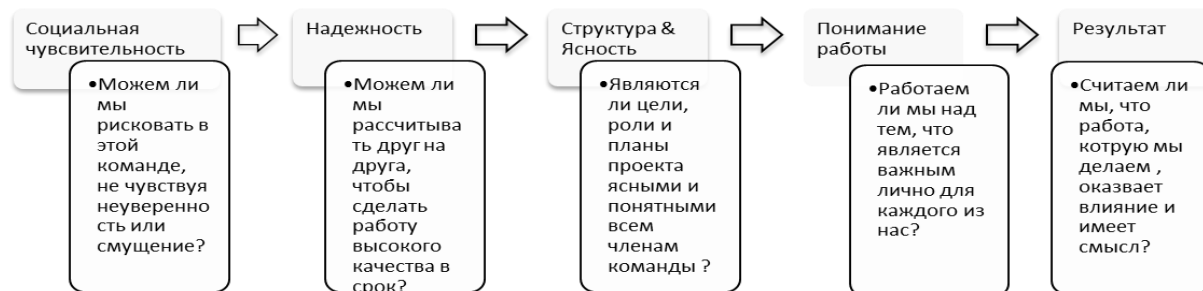 Социальная
чувсвительность
•Можем ли
мы
рисковать в
этой
команде,
не чувствуя
неуверенно
сть или
смущение?
Надежность
•Можем ли
мы
рассчитыва
ть друг на
друга,
чтобы
сделать
работу
высокого
качества в
срок?
Структура &
Ясность
•Являются
ли цели,
роли и
планы
проекта
ясными и
понятными
всем
членам
команды ?
Понимание
работы
•Работаем
ли мы над
тем, что
является
важным
лично для
каждого из
нас?
Результат
•Считаем ли
мы, что
работа,
котрую мы
делаем ,
оказвает
влияние и
имеет
смысл?